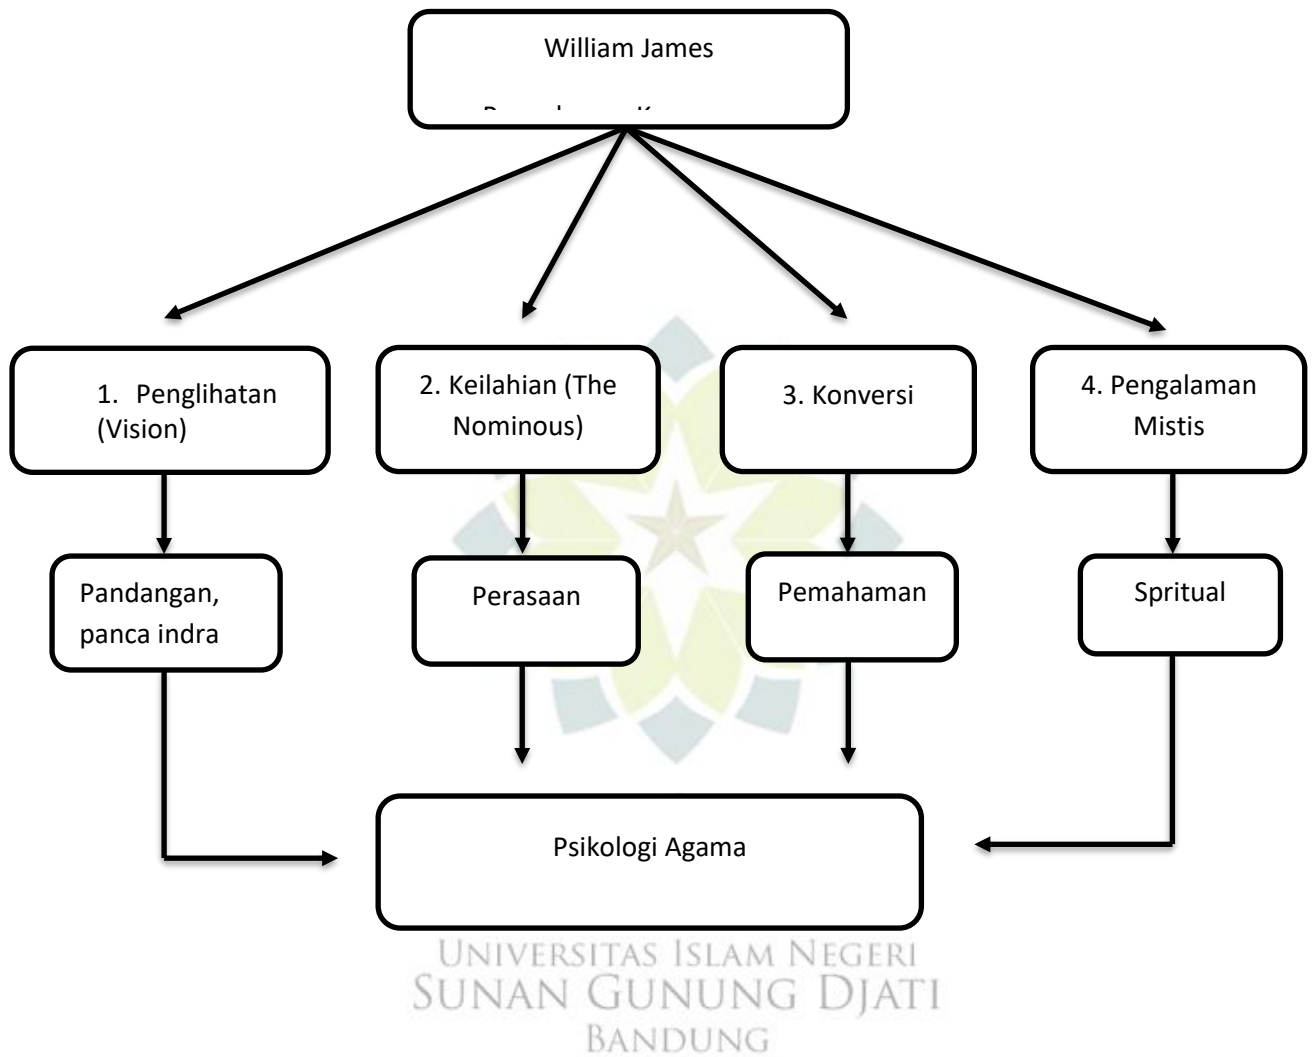 William James
1. Penglihatan
(Vision)
2. Keilahian (The
Nominous)
3. Konversi
4. Pengalaman
Mistis
Pandangan,
panca indra
Perasaan
Pemahaman
Spritual
Psikologi Agama
UNIVERSITAS ISLAM NEGERI
SUNAN GUNUNG DJATI
BANDUNG